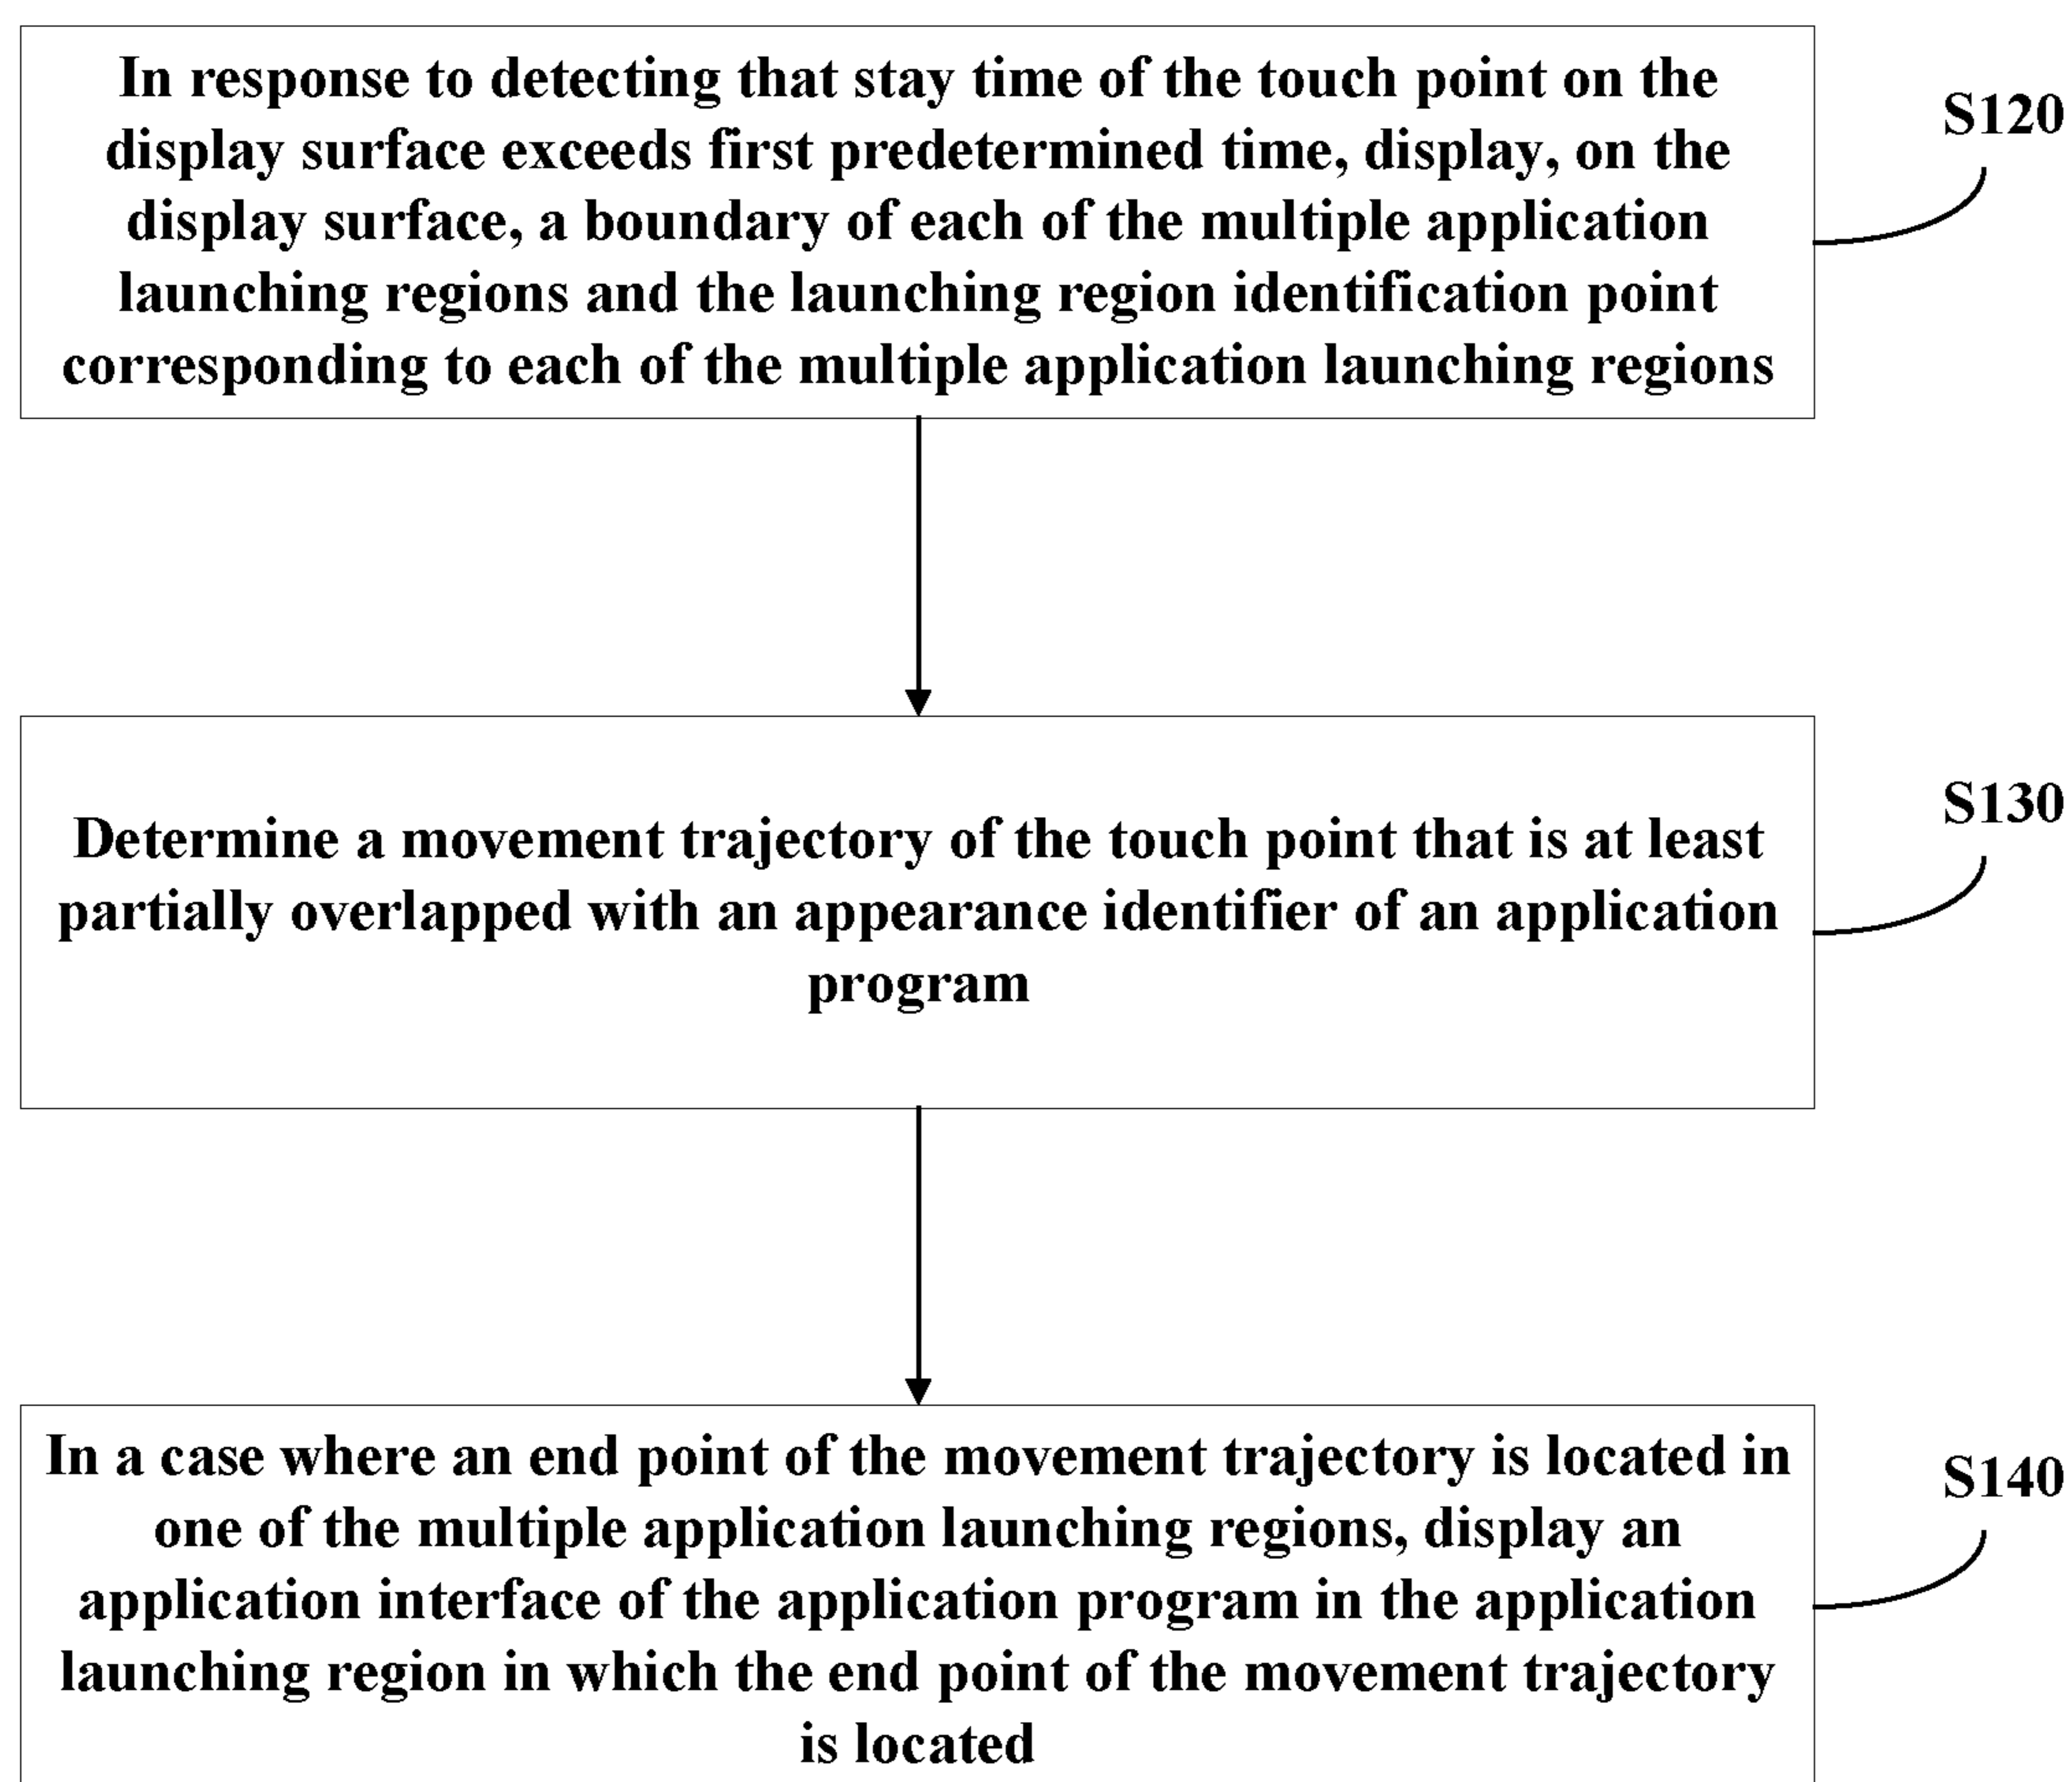 In response to detecting that stay time of the touch point on the
display surface exceeds first predetermined time, display, on the
display surface, a boundary of each of the multiple application
launching regions and the launching region identification point
corresponding to each of the multiple application launching regions
S120
Determine a movement trajectory of the touch point that is at least
partially overlapped with an appearance identifier of an application
program
S130
In a case where an end point of the movement trajectory is located in
one of the multiple application launching regions, display an
application interface of the application program in the application
launching region in which the end point of the movement trajectory
is located
S140